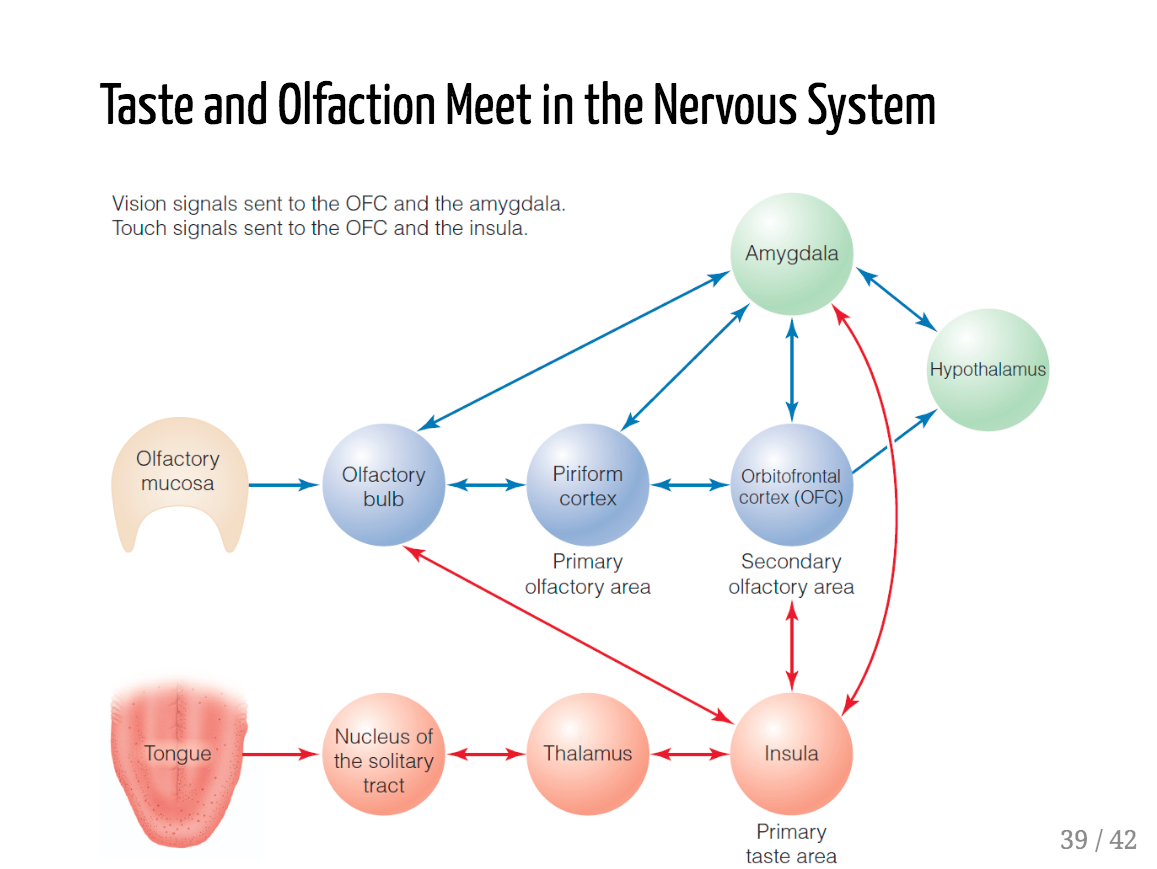 Taste and Olfaction Meet in the Nervous System
Vision signals sent to the OFC and the amygdala.
Touch signals sent to the OFC and the insula.
Amygdala
Hypothalamus
Olfactory
mucosa
Olfactory
bulb
Piriform
cortex
Orbitofrontal
cortex (OFC)
Primary
olfactory area
Secondary
olfactory area
Tongue
Nucleus of
the solitary
tract
Thalamus
Insula
Primary
taste area
39 / 42